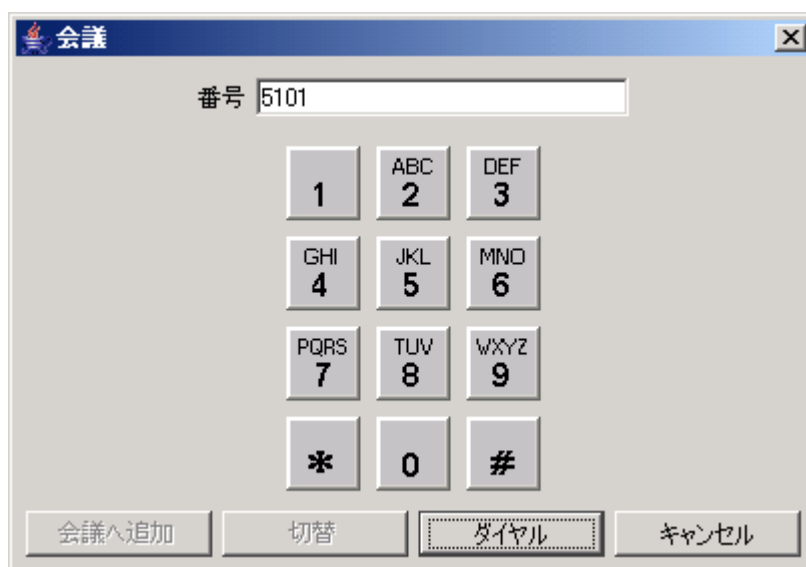 会議
番号 5101
1 ABC 2 DEF 3
GHI 4 JKL 5 MNO 6
PQRS 7 TUV 8 WXYZ 9
* 0 #
会議へ追加 切替 ダイヤル キャンセル